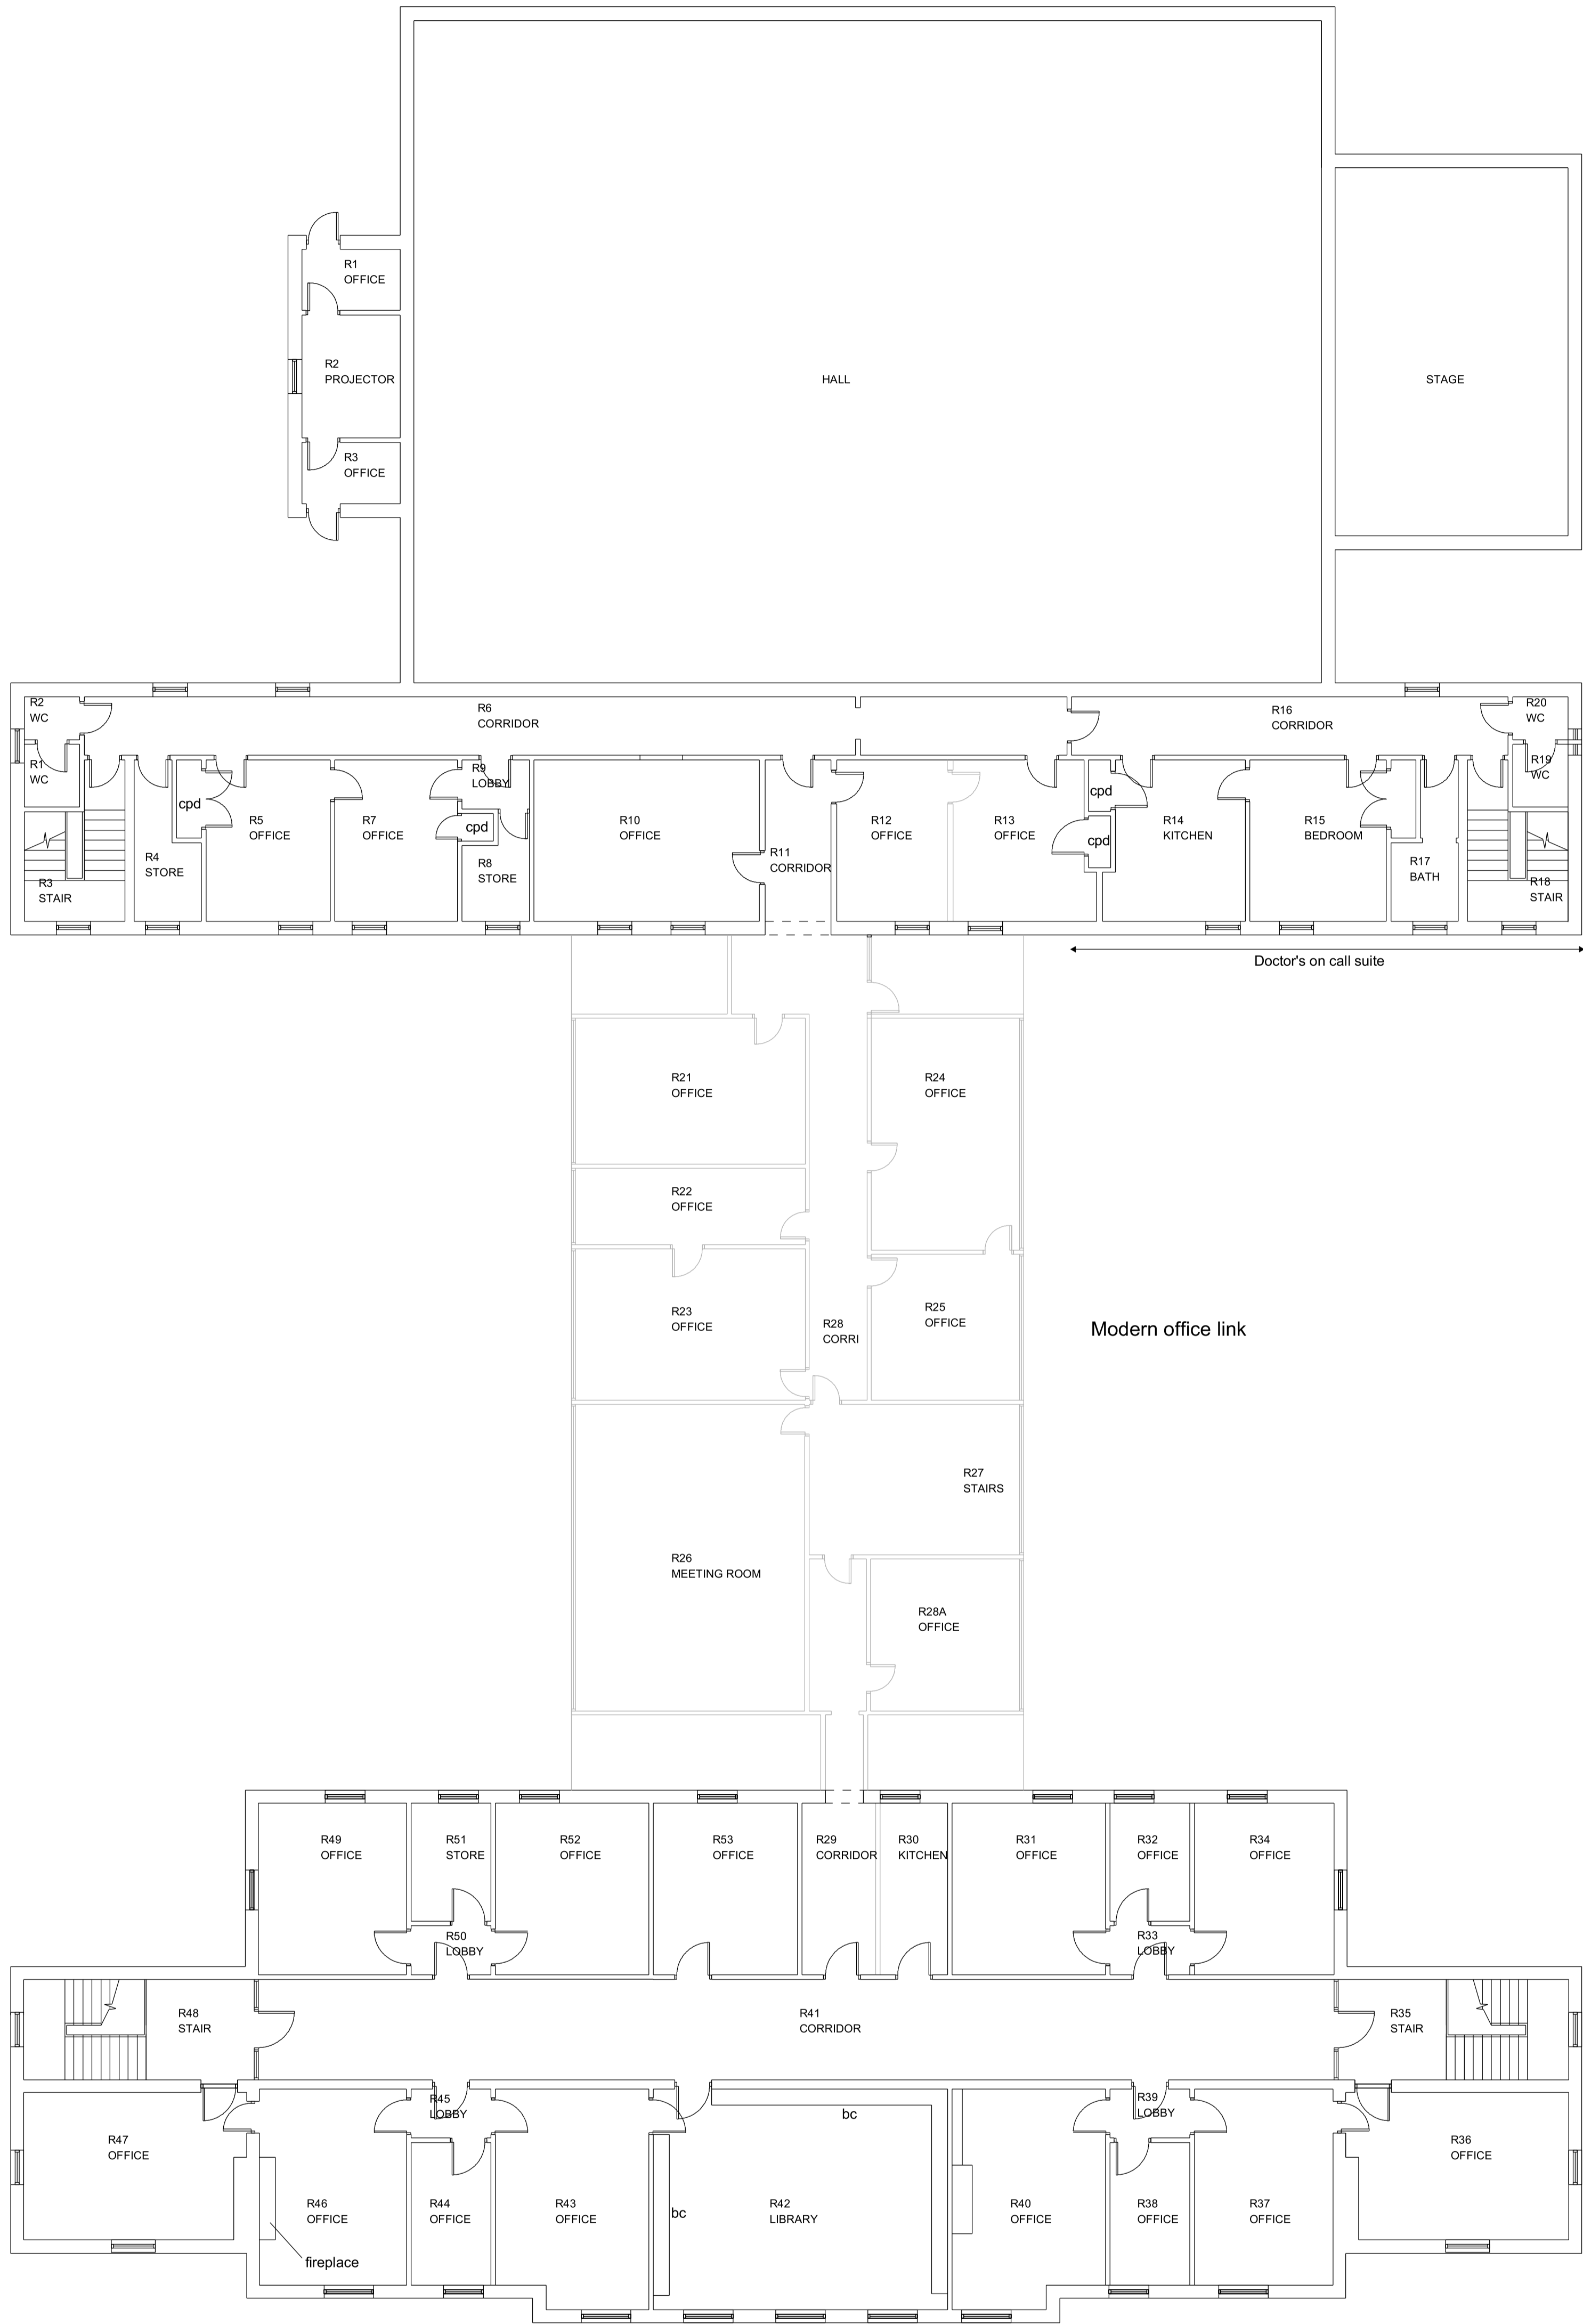 R1
OFFICE
R2
PROJECTOR
HALL
STAGE
R3
OFFICE
R2
WC
R6
CORRIDOR
R16
CORRIDOR
R20
WC
R1
WC
R9
LOBBY
R19
WC
cpd
cpd
R5
OFFICE
R7
OFFICE
cpd
R10
OFFICE
R12
OFFICE
R13
OFFICE
cpd
R14
KITCHEN
R15
BEDROOM
R4
STORE
R8
STORE
R11
CORRIDOR
R17
BATH
R3
STAIR
R18
STAIR
Doctor's on call suite
R21
OFFICE
R24
OFFICE
R22
OFFICE
R23
OFFICE
R28
CORRI
R25
OFFICE
Modern office link
R27
STAIRS
R26
MEETING ROOM
R28A
OFFICE
R49
OFFICE
R51
STORE
R52
OFFICE
R53
OFFICE
R29
CORRIDOR
R30
KITCHEN
R31
OFFICE
R32
OFFICE
R34
OFFICE
R50
LOBBY
R33
LOBBY
R48
STAIR
R41
CORRIDOR
R35
STAIR
R45
LOBBY
R39
LOBBY
bc
R47
OFFICE
R36
OFFICE
R46
OFFICE
R44
OFFICE
R43
OFFICE
bc
R42
LIBRARY
R40
OFFICE
R38
OFFICE
R37
OFFICE
fireplace